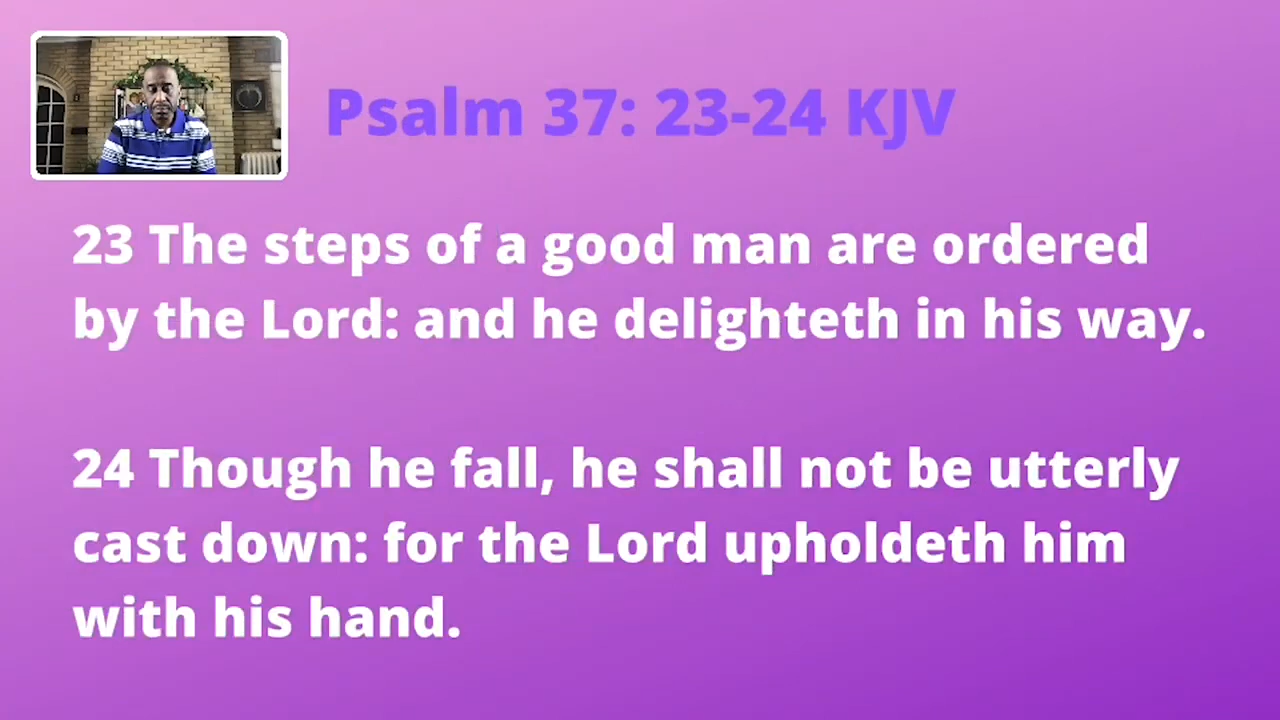 Psalm 37: 23-24 KJV
23 The steps of a good man are ordered
by the Lord: and he delighteth in his way.
24 Though he fall, he shall not be utterly
cast down: for the Lord upholdeth him
with his hand.